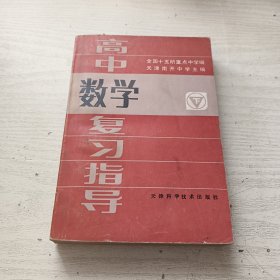 高中
数学
复习指导
全国十五所重点中学编
天津南开中学主编
天津科学技术出版社